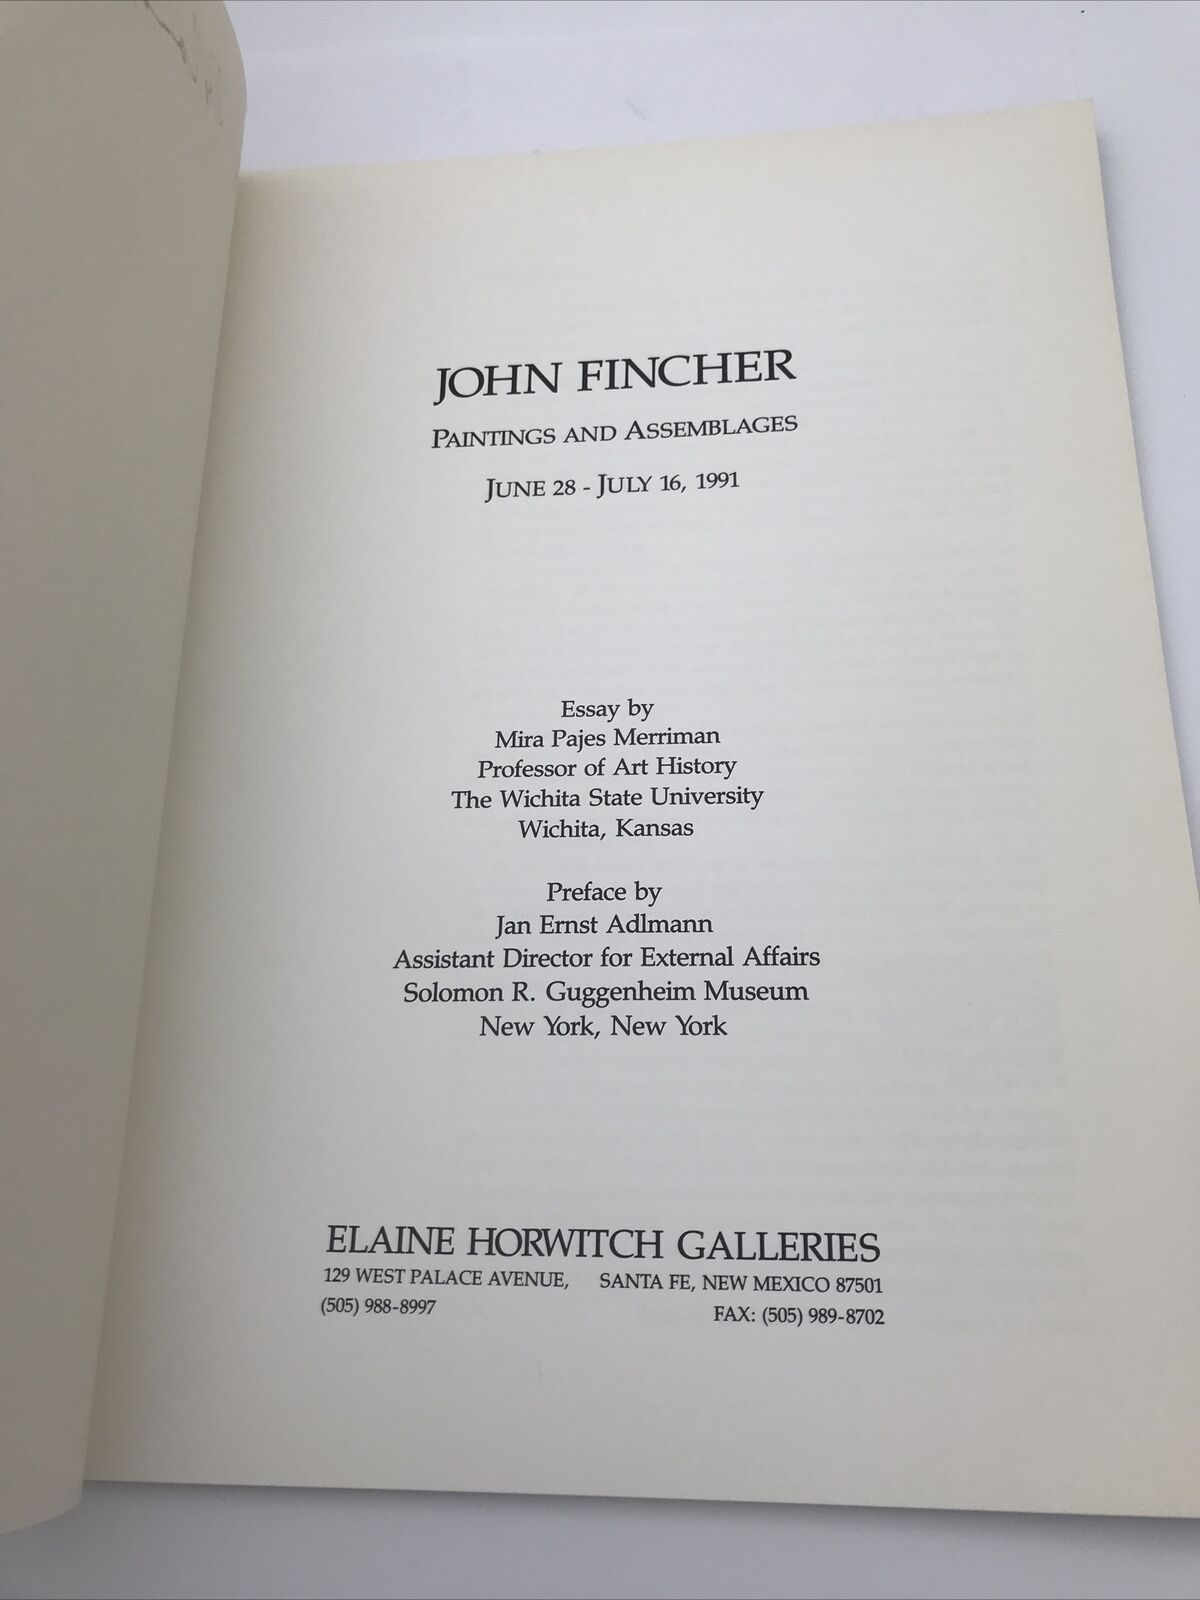 JOHN FINCHER
PAINTINGS AND ASSEMBLAGES
JUNE 28 - JULY 16, 1991
Essay by
Mira Pajes Merriman
Professor of Art History
The Wichita State University
Wichita, Kansas
Preface by
Jan Ernst Adlmann
Assistant Director for External Affairs
Solomon R. Guggenheim Museum
New York, New York
ELAINE HORWITCH GALLERIES
129 WEST PALACE AVENUE, SANTA FE, NEW MEXICO 87501
(505) 988-8997 FAX: (505) 989-8702